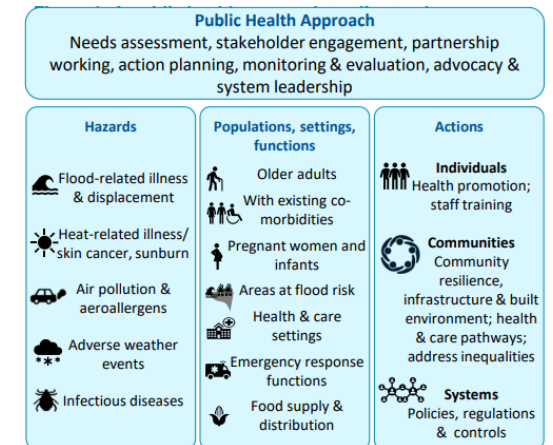 Public Health Approach
Needs assessment, stakeholder engagement, partnership
working, action planning, monitoring & evaluation, advocacy &
system leadership
Hazards
Flood-related illness
& displacement
Heat-related illness/
skin cancer, sunburn
Air pollution &
aeroallergens
Adverse weather
events
Infectious diseases
Populations, settings,
functions
Older adults
With existing co-
morbidities
Pregnant women and
infants
Areas at flood risk
Health & care
settings
Emergency response
functions
Food supply &
distribution
Actions
Individuals
Health promotion;
staff training
Communities
Community
resilience,
infrastructure & built
environment; health
& care pathways;
address inequalities
Systems
Policies, regulations
& controls